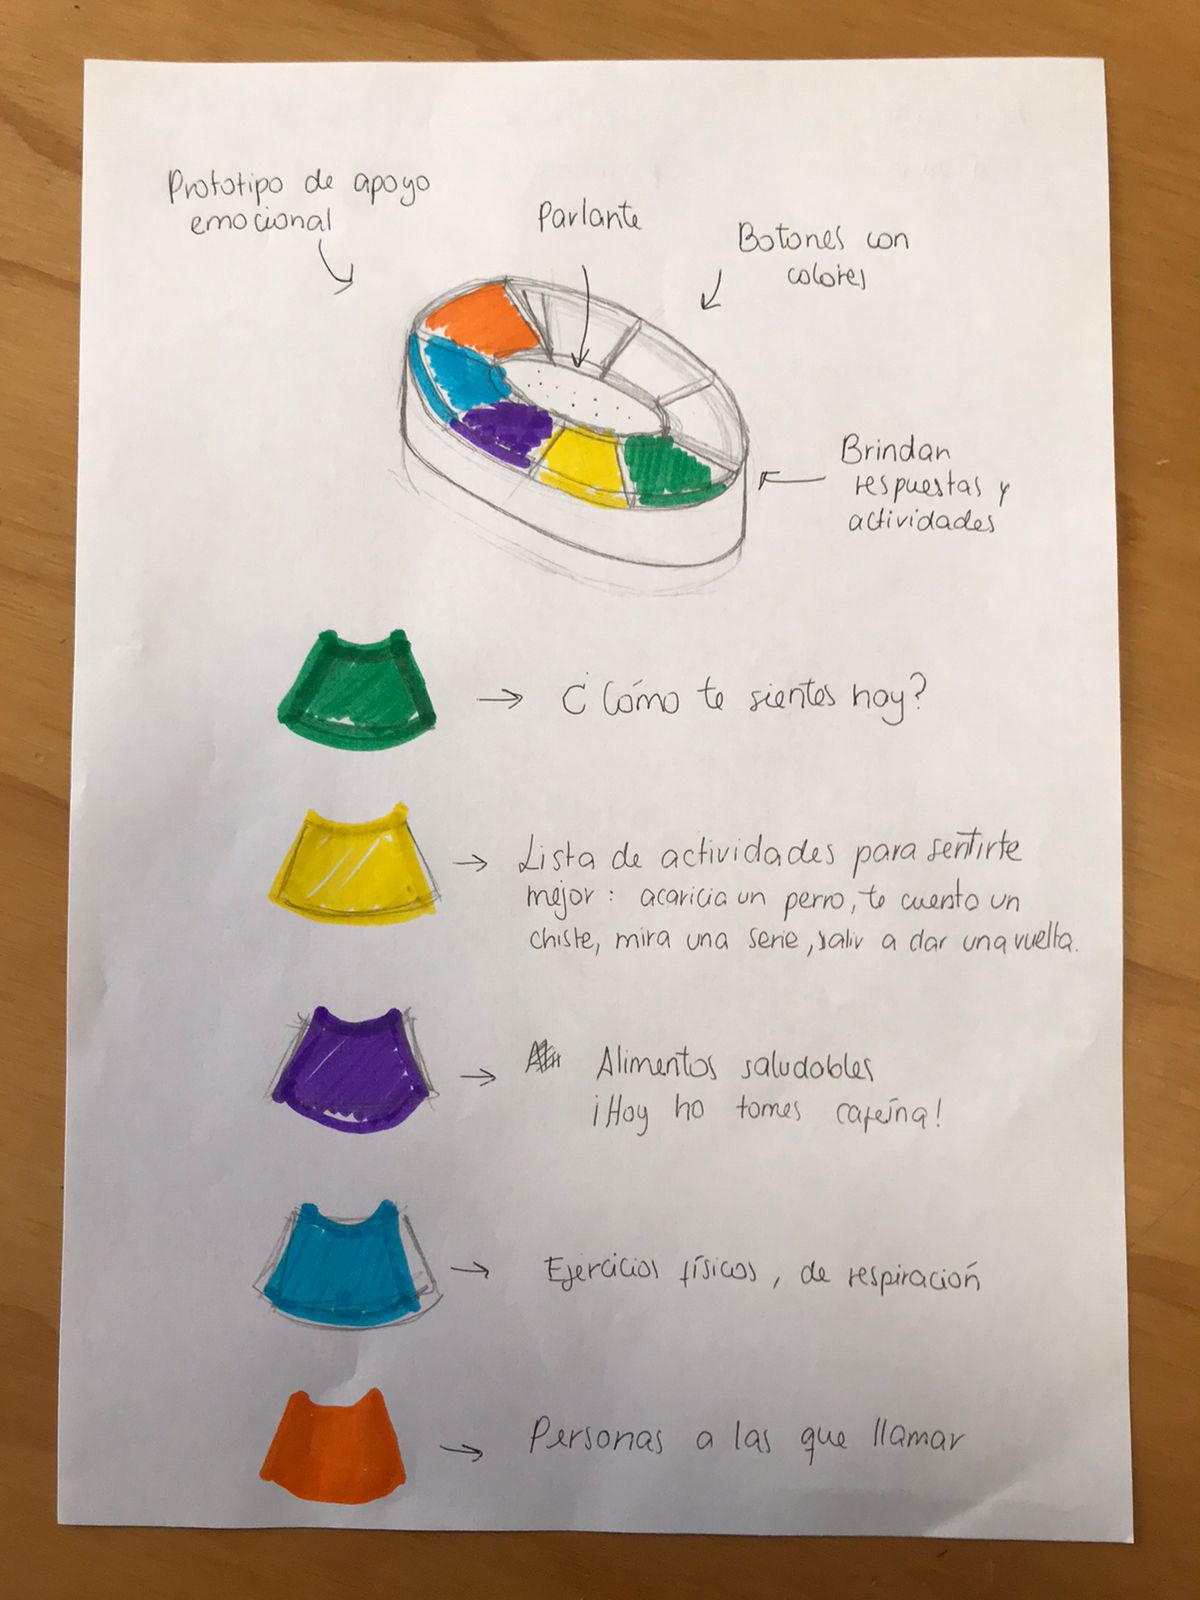 Prototipo de apoyo
emocional
Parlante
Botones con
colores
Brindan
respuestas y
actividades
¿Cómo te sientes hoy?
Lista de actividades para sentirte
mejor: acaricia un perro, te cuento un
chiste, mira una serie, salir a dar una vuelta.
Alimentos saludables
¡Hoy no tomes cafeína!
Ejercicios físicos, de respiración
Personas a las que llamar